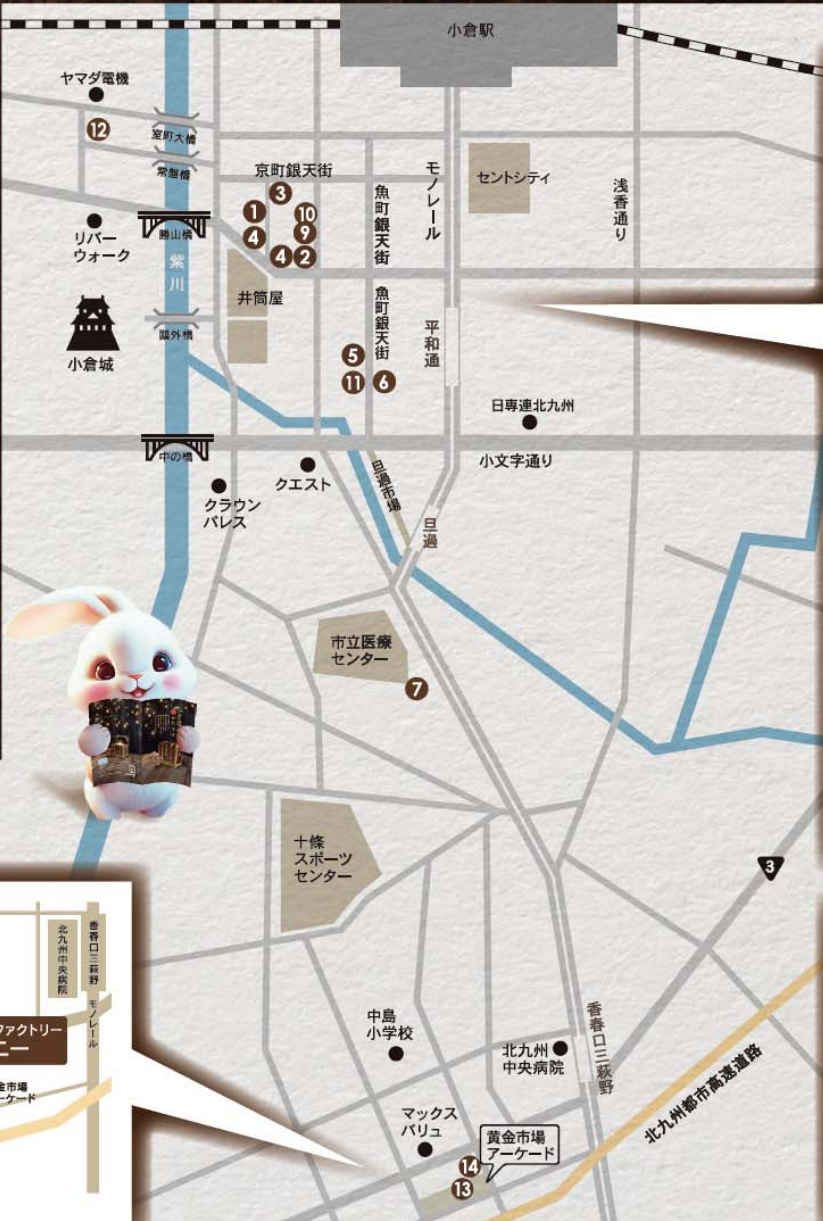 小倉駅
ヤマダ電機
12
室町大橋
常盤橋
京町銀天街
3
1
10
4
9
4
2
魚町銀天街
モノレール
セントシティ
浅香通り
リバー
ウォーク
勝山橋
紫川
井筒屋
魚町銀天街
平和通
小倉城
鷗外橋
5
11
6
日専連北九州
中の橋
小文字通り
クエスト
クラウン
パレス
旦過市場
旦過
市立医療
センター
7
十條
スポーツ
センター
3
北九州中央病院
香春口三萩野
モノレール
ファクトリー
ニー
金市場
ーケード
中島
小学校
北九州
中央病院
香春口三萩野
北九州都市高速道路
マックス
バリュ
黄金市場
アーケード
14
13